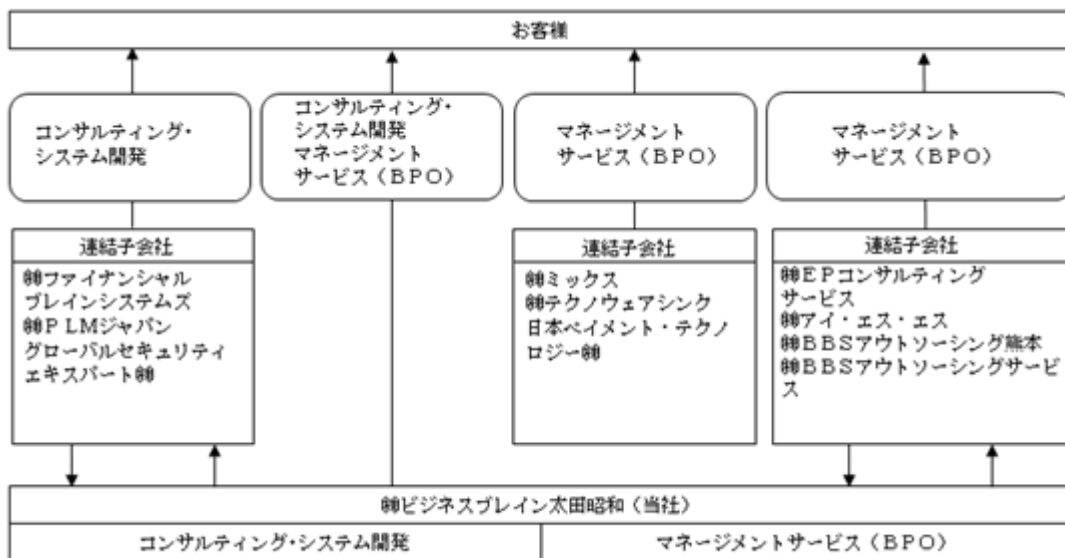 お客様
コンサルティング・
システム開発
コンサルティング・
システム開発
マネージメント
サービス（ＢＰＯ）
マネージメント
サービス（ＢＰＯ）
マネージメント
サービス（ＢＰＯ）
連結子会社
㈱ファイナンシャル
ブレインシステムズ
㈱ＰＬＭジャパン
グローバルセキュリティ
エキスパート㈱
連結子会社
㈱ミックス
㈱テクノウェアシンク
日本ペイメント・テクノ
ロジー㈱
連結子会社
㈱ＥＰコンサルティング
サービス
㈱アイ・エス・エス
㈱ＢＢＳアウトソーシング熊本
㈱ＢＢＳアウトソーシングサービ
ス
㈱ビジネスブレイン太田昭和（当社）
コンサルティング・システム開発
マネージメントサービス（ＢＰＯ）